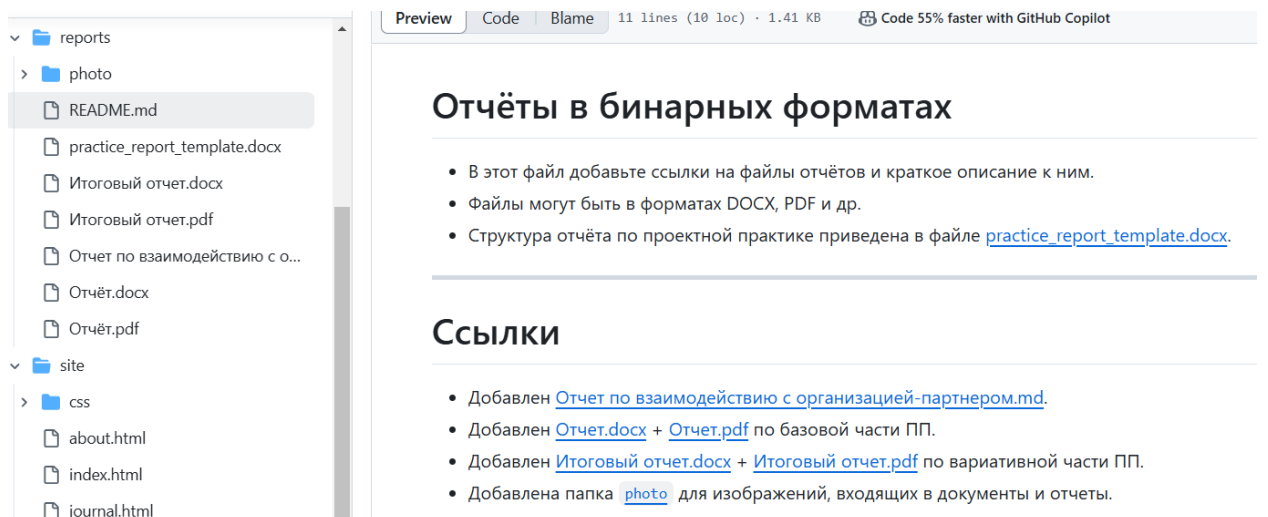 reports
photo
README.md
practice_report_template.docx
Итоговый отчет.docx
Итоговый отчет.pdf
Отчет по взаимодействию с о...
Отчёт.docx
Отчёт.pdf
site
css
about.html
index.html
journal.html
Preview Code Blame 11 lines (10 loc) · 1.41 KB Code 55% faster with GitHub Copilot
Отчёты в бинарных форматах
• В этот файл добавьте ссылки на файлы отчётов и краткое описание к ним.
• Файлы могут быть в форматах DOCX, PDF и др.
• Структура отчёта по проектной практике приведена в файле practice_report_template.docx.
Ссылки
• Добавлен Отчет по взаимодействию с организацией-партнером.md.
• Добавлен Отчет.docx + Отчет.pdf по базовой части ПП.
• Добавлен Итоговый отчет.docx + Итоговый отчет.pdf по вариативной части ПП.
• Добавлена папка photo для изображений, входящих в документы и отчеты.